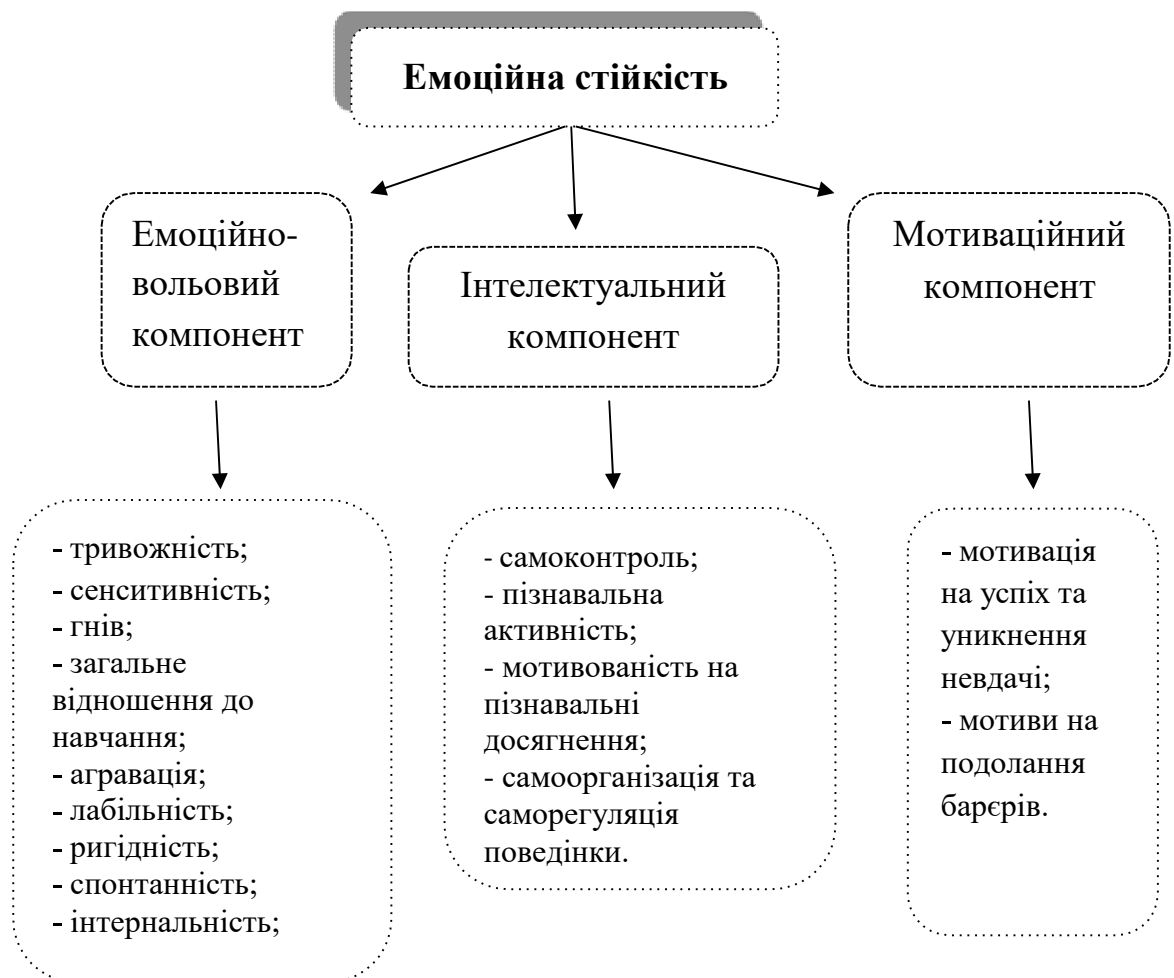 Емоційна стійкість
Емоційно-
вольовий
компонент
Інтелектуальний
компонент
Мотиваційний
компонент
- тривожність;
- сенситивність;
- гнів;
- загальне
відношення до
навчання;
- агравація;
- лабільність;
- ригідність;
- спонтанність;
- інтернальність;
- самоконтроль;
- пізнавальна
активність;
- мотивованість на
пізнавальні
досягнення;
- самоорганізація та
саморегуляція
поведінки.
- мотивація
на успіх та
уникнення
невдачі;
- мотиви на
подолання
барєрів.